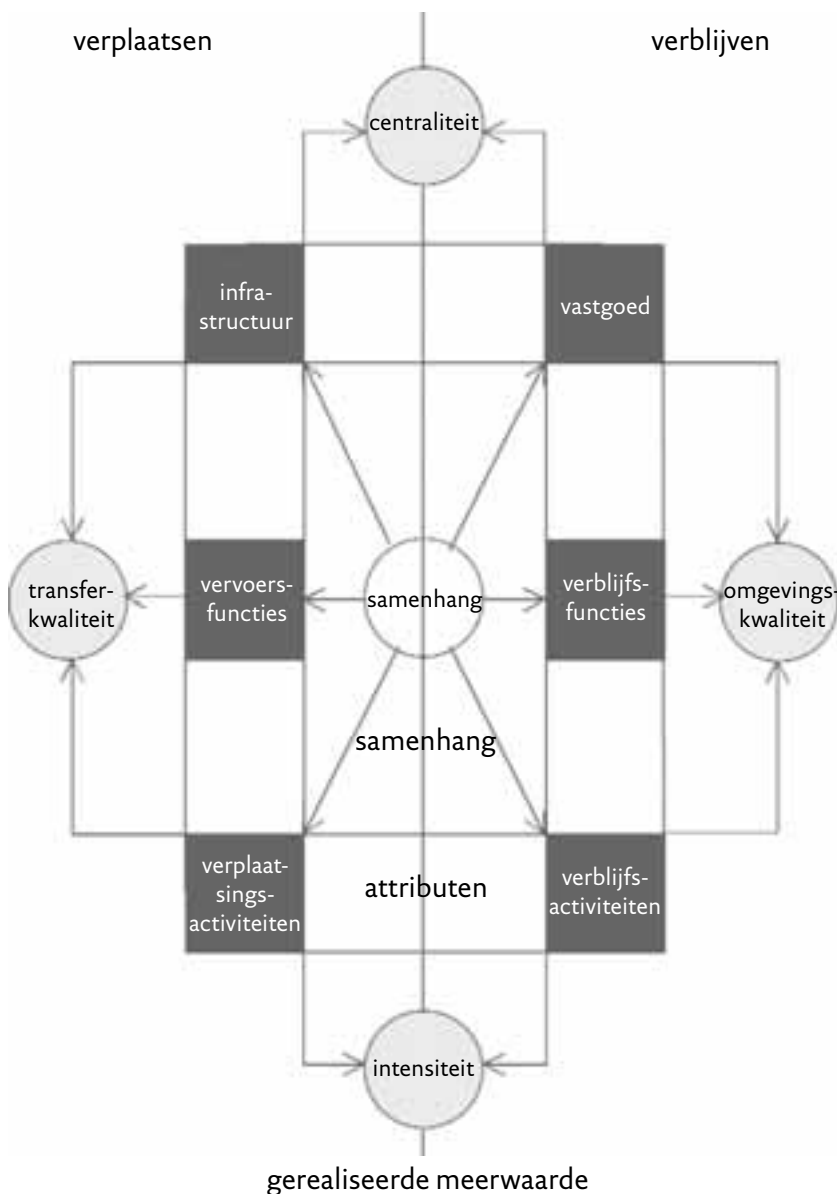 verplaatsen
verblijven
centraliteit
infra-
structuur
vastgoed
transfer-
kwaliteit
vervoers-
functies
samenhang
verblijfs-
functies
omgevings-
kwaliteit
samenhang
verplaat-
sings-
activiteiten
attributen
verblijfs-
activiteiten
intensiteit
gerealiseerde meerwaarde